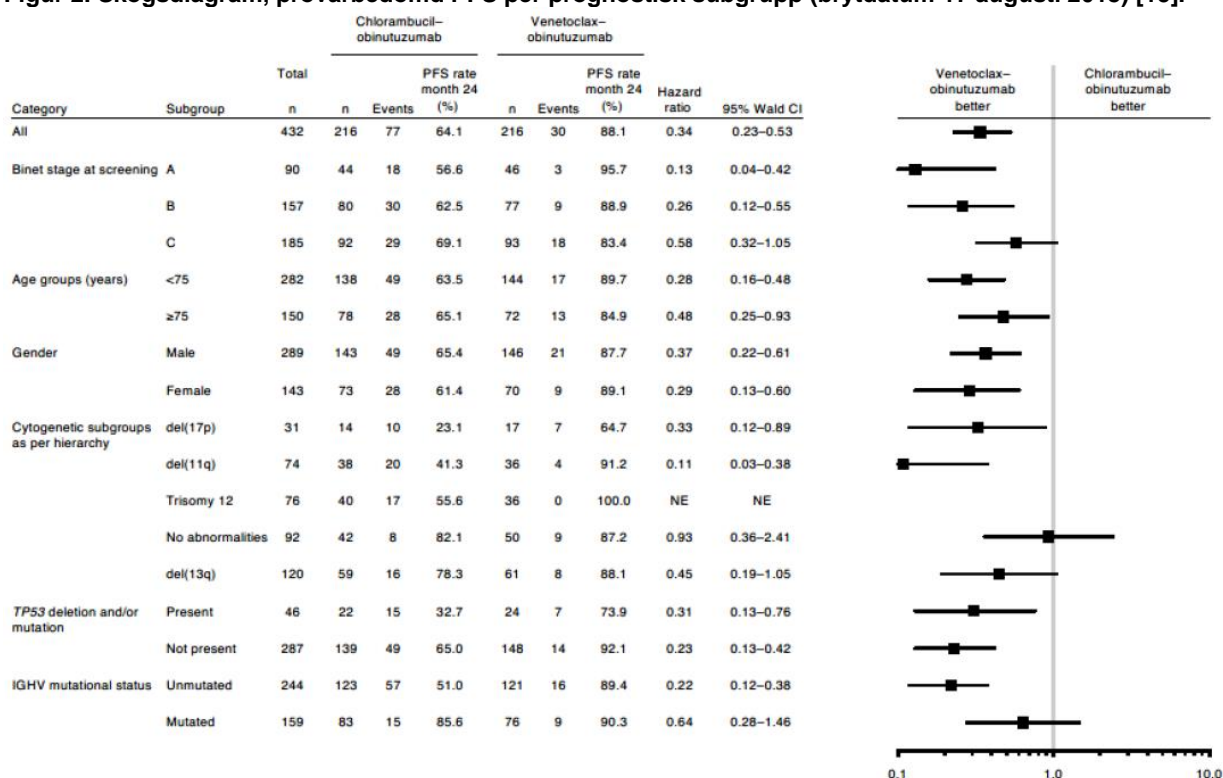 Skogsdiagram, prövarbedömd PFS per prognostisk subgrupp (brytdatum 17 augusti 2018)
Chlorambucil–
obinutuzumab
Venetoclax–
obinutuzumab
Category Subgroup Total n n Events PFS rate month 24 (%) n Events PFS rate month 24 (%) Hazard ratio 95% Wald CI
Venetoclax–
obinutuzumab
better
Chlorambucil–
obinutuzumab
better
All 432 216 77 64.1 216 30 88.1 0.34 0.23–0.53
Binet stage at screening A 90 44 18 56.6 46 3 95.7 0.13 0.04–0.42
B 157 80 30 62.5 77 9 88.9 0.26 0.12–0.55
C 185 92 29 69.1 93 18 83.4 0.58 0.32–1.05
Age groups (years) <75 282 138 49 63.5 144 17 89.7 0.28 0.16–0.48
≥75 150 78 28 65.1 72 13 84.9 0.48 0.25–0.93
Gender Male 289 143 49 65.4 146 21 87.7 0.37 0.22–0.61
Female 143 73 28 61.4 70 9 89.1 0.29 0.13–0.60
Cytogenetic subgroups as per hierarchy del(17p) 31 14 10 23.1 17 7 64.7 0.33 0.12–0.89
del(11q) 74 38 20 41.3 36 4 91.2 0.11 0.03–0.38
Trisomy 12 76 40 17 55.6 36 0 100.0 NE NE
No abnormalities 92 42 8 82.1 50 9 87.2 0.93 0.36–2.41
del(13q) 120 59 16 78.3 61 8 88.1 0.45 0.19–1.05
TP53 deletion and/or mutation Present 46 22 15 32.7 24 7 73.9 0.31 0.13–0.76
Not present 287 139 49 65.0 148 14 92.1 0.23 0.13–0.42
IGHV mutational status Unmutated 244 123 57 51.0 121 16 89.4 0.22 0.12–0.38
Mutated 159 83 15 85.6 76 9 90.3 0.64 0.28–1.46
0.1 1.0 10.0